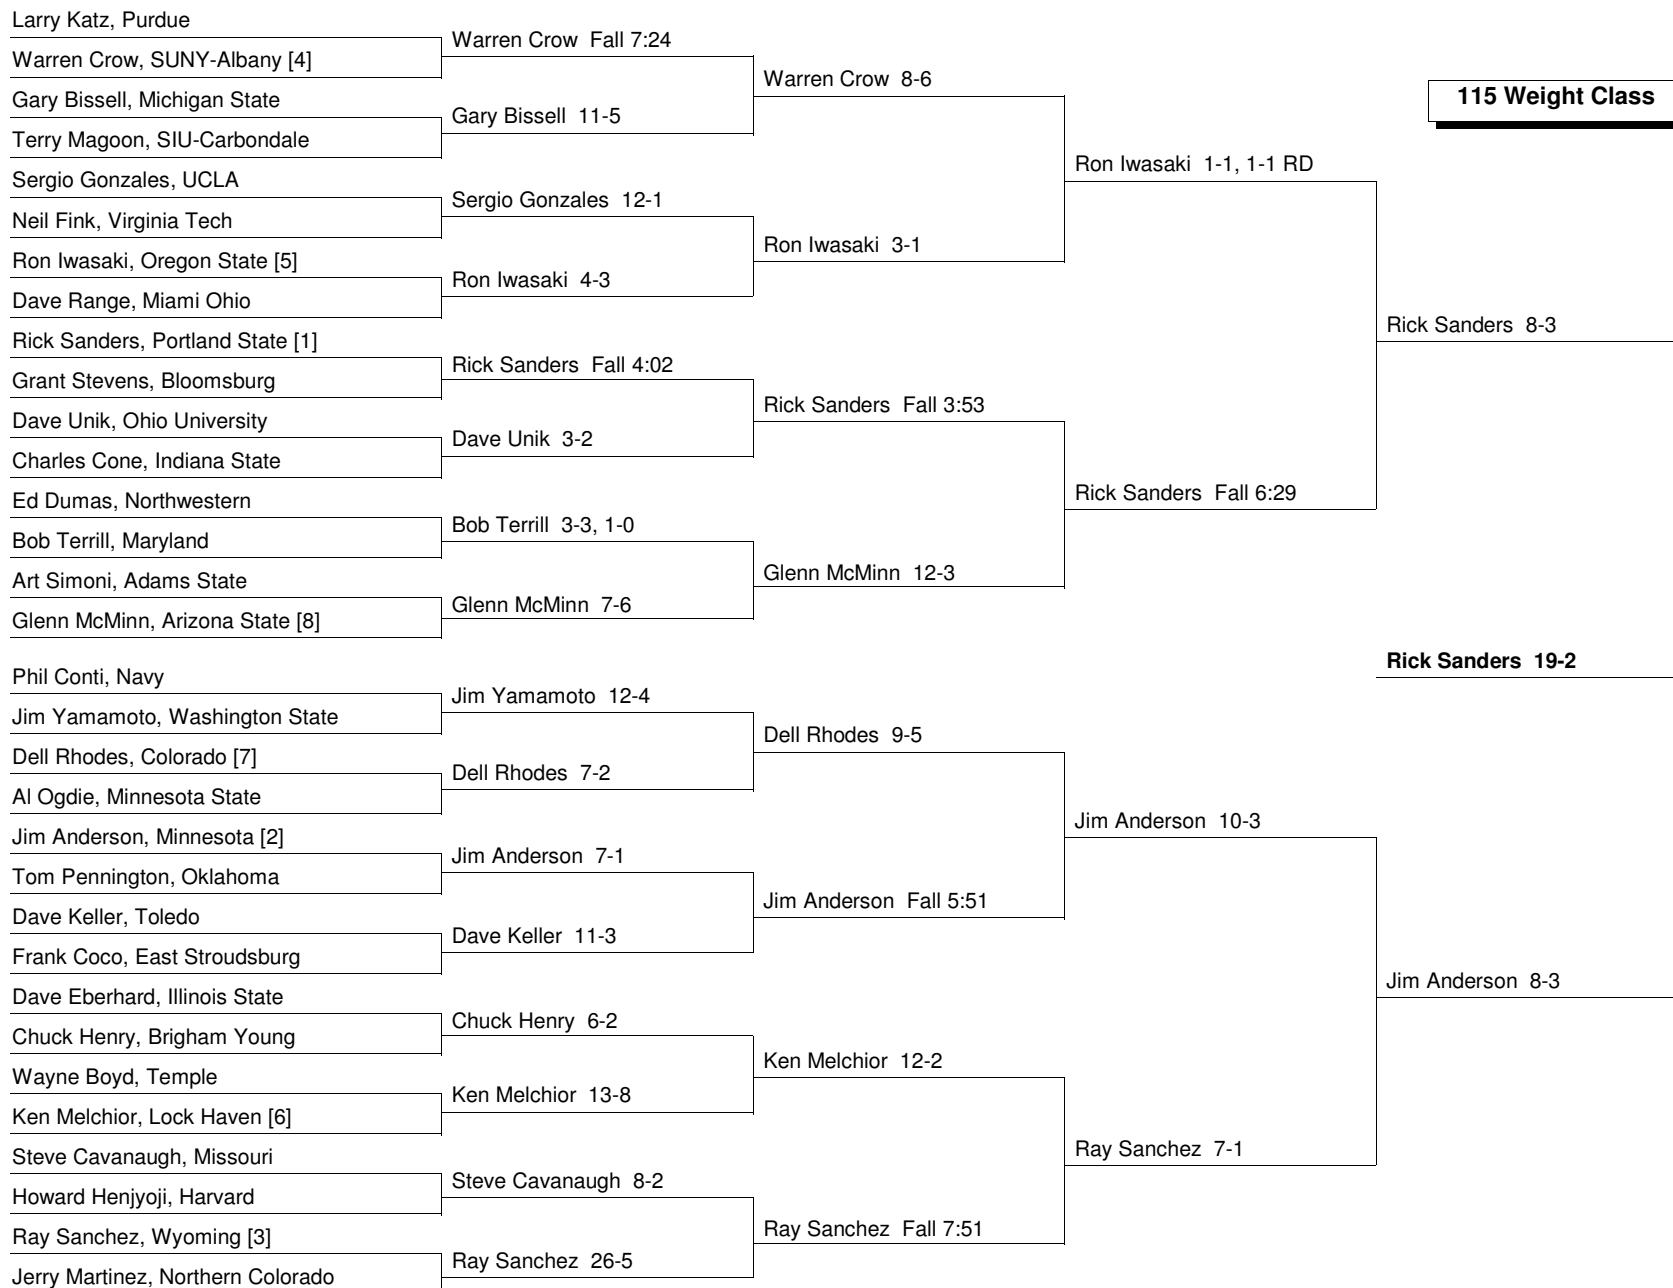 Larry Katz, Purdue
Warren Crow, SUNY-Albany [4]
Gary Bissell, Michigan State
Terry Magoon, SIU-Carbondale
Sergio Gonzales, UCLA
Neil Fink, Virginia Tech
Ron Iwasaki, Oregon State [5]
Dave Range, Miami Ohio
Rick Sanders, Portland State [1]
Grant Stevens, Bloomsburg
Dave Unik, Ohio University
Charles Cone, Indiana State
Ed Dumas, Northwestern
Bob Terrill, Maryland
Art Simoni, Adams State
Glenn McMinn, Arizona State [8]
Phil Conti, Navy
Jim Yamamoto, Washington State
Dell Rhodes, Colorado [7]
Al Ogdie, Minnesota State
Jim Anderson, Minnesota [2]
Tom Pennington, Oklahoma
Dave Keller, Toledo
Frank Coco, East Stroudsburg
Dave Eberhard, Illinois State
Chuck Henry, Brigham Young
Wayne Boyd, Temple
Ken Melchior, Lock Haven [6]
Steve Cavanaugh, Missouri
Howard Henjyoji, Harvard
Ray Sanchez, Wyoming [3]
Jerry Martinez, Northern Colorado
Warren Crow Fall 7:24
Gary Bissell 11-5
Sergio Gonzales 12-1
Ron Iwasaki 4-3
Rick Sanders Fall 4:02
Dave Unik 3-2
Bob Terrill 3-3, 1-0
Glenn McMinn 7-6
Jim Yamamoto 12-4
Dell Rhodes 7-2
Jim Anderson 7-1
Dave Keller 11-3
Chuck Henry 6-2
Ken Melchior 13-8
Steve Cavanaugh 8-2
Ray Sanchez 26-5
Warren Crow 8-6
Ron Iwasaki 3-1
Rick Sanders Fall 3:53
Glenn McMinn 12-3
Dell Rhodes 9-5
Jim Anderson Fall 5:51
Ken Melchior 12-2
Ray Sanchez Fall 7:51
Ron Iwasaki 1-1, 1-1 RD
Rick Sanders Fall 6:29
Jim Anderson 10-3
Ray Sanchez 7-1
115 Weight Class
Rick Sanders 8-3
Rick Sanders 19-2
Jim Anderson 8-3